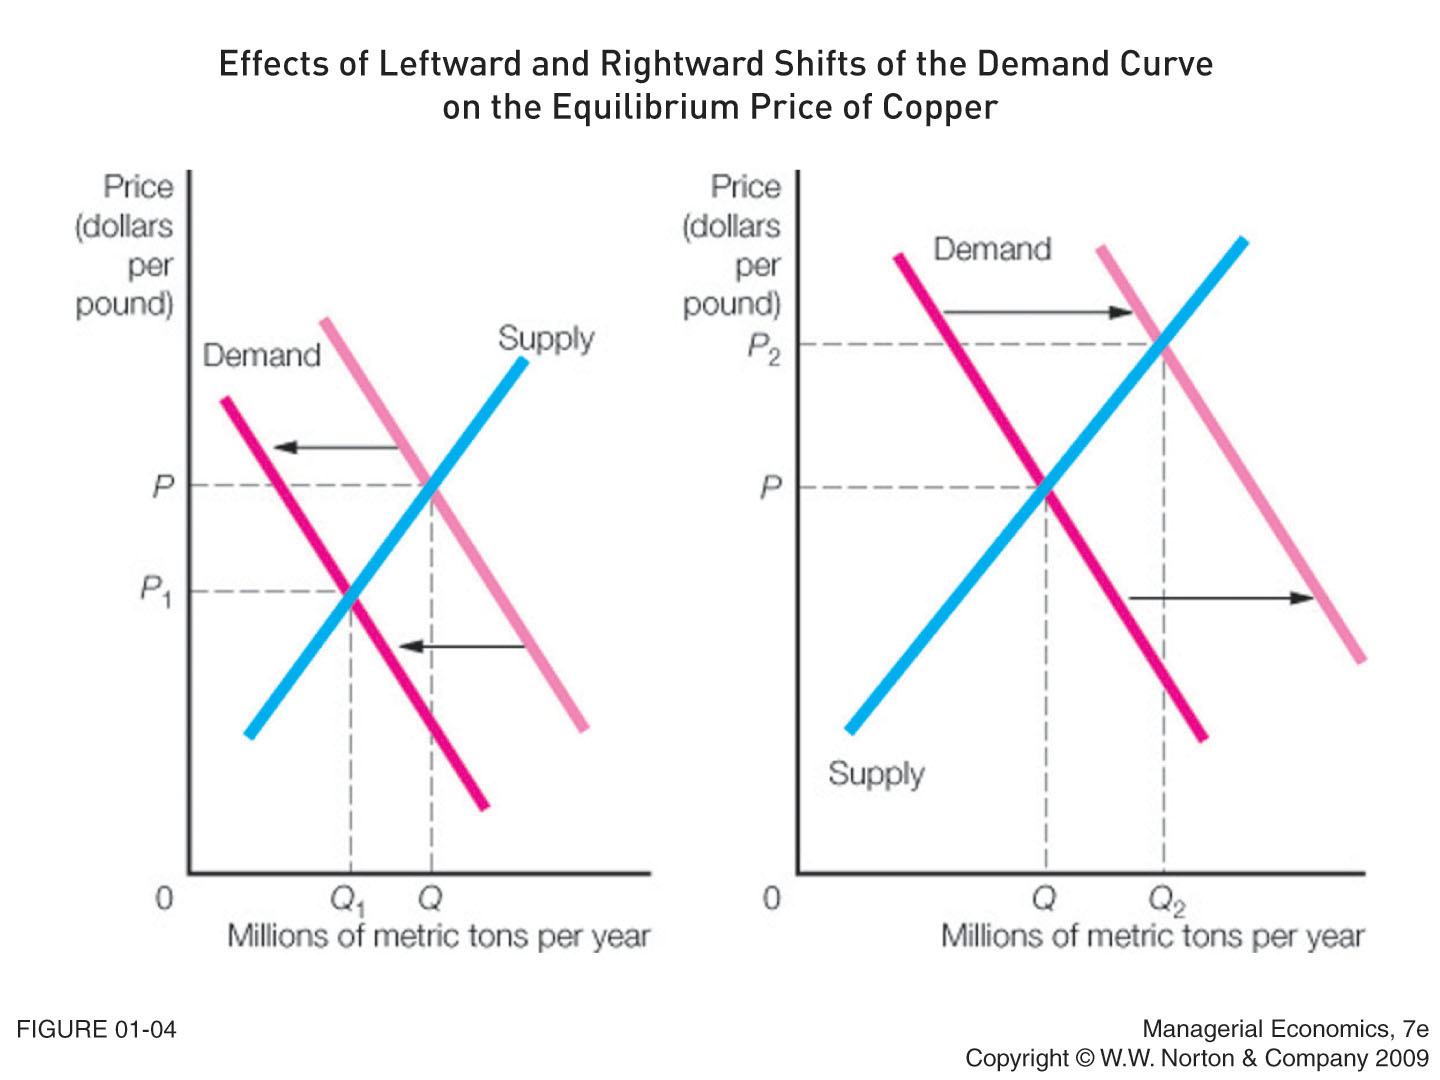 Effects of Leftward and Rightward Shifts of the Demand Curve
on the Equilibrium Price of Copper
Price
(dollars
per
pound)
Demand
Supply
P
P₁
0
Q₁
Q
Millions of metric tons per year
Price
(dollars
per
pound)
Demand
P₂
P
Supply
0
Q
Q₂
Millions of metric tons per year
FIGURE 01-04
Managerial Economics, 7e
Copyright © W.W. Norton & Company 2009